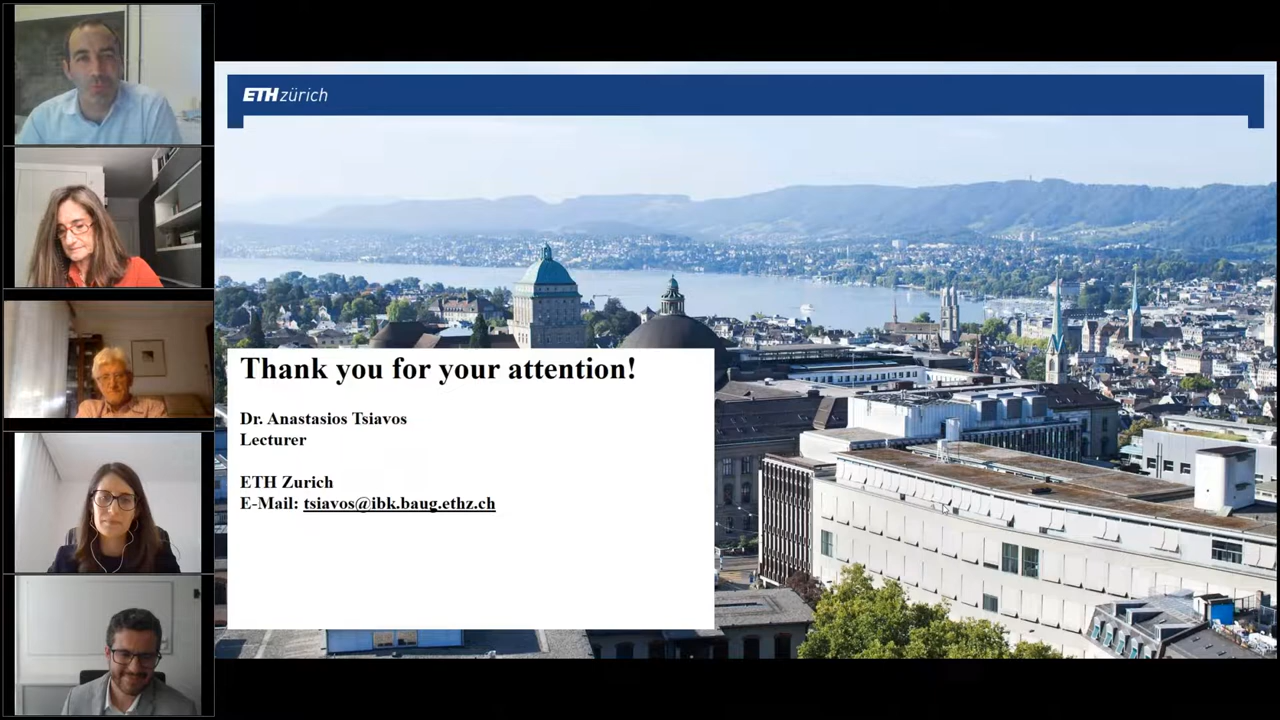 ETH zürich
Thank you for your attention!
Dr. Anastasios Tsiavos
Lecturer
ETH Zurich
E-Mail: tsiavos@ibk.baug.ethz.ch